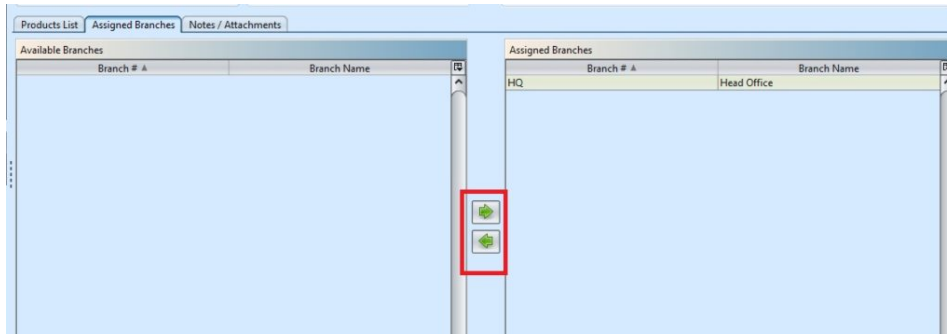 Products List Assigned Branches Notes / Attachments
Available Branches Assigned Branches
Branch # Branch Name Branch # Branch Name
HQ Head Office